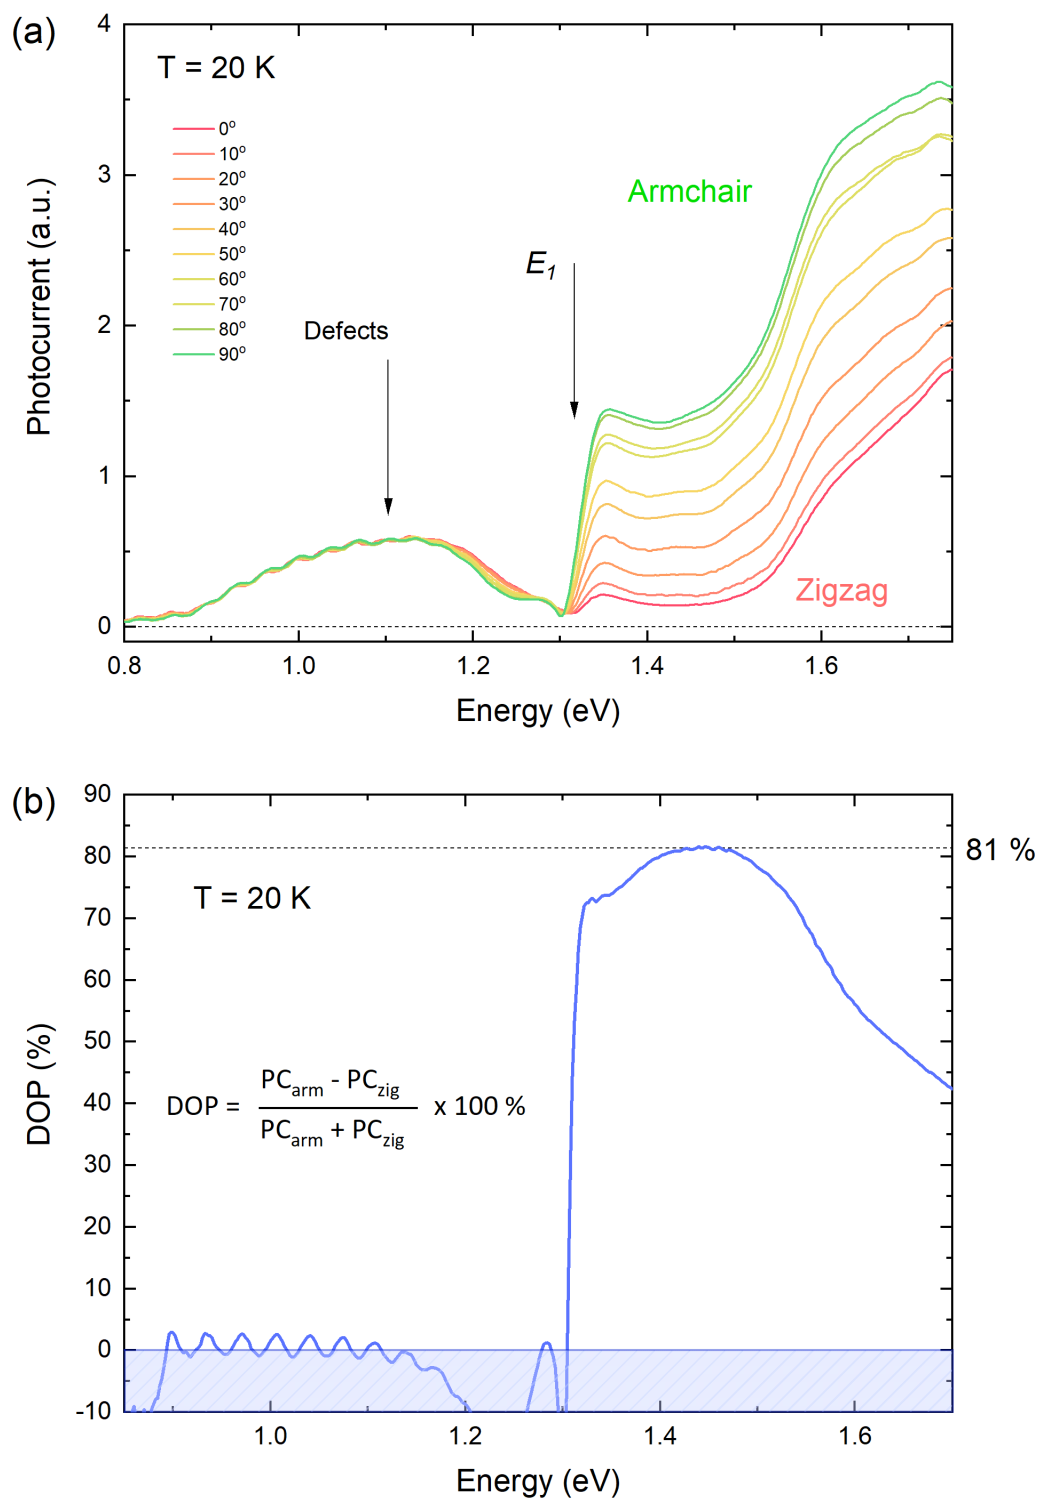 (a)
T = 20 K
0°
10°
20°
30°
40°
50°
60°
70°
80°
90°
Armchair
E1
Defects
Zigzag
Photocurrent (a.u.)
4
3
2
1
0
0.8
1.0
1.2
1.4
1.6
Energy (eV)
(b)
90
80
70
60
50
40
30
20
10
0
-10
81 %
T = 20 K
DOP (%)
DOP = PCarm - PCzig / PCarm + PCzig x 100 %
1.0
1.2
1.4
1.6
Energy (eV)